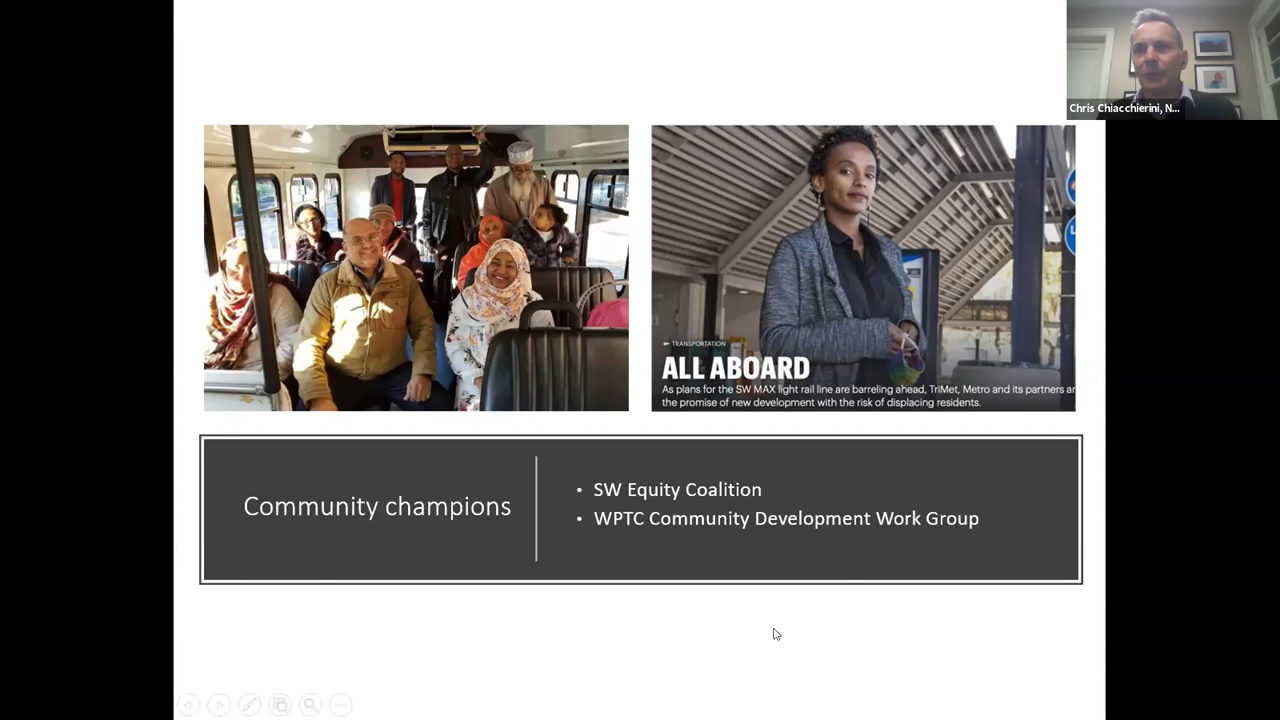 Chris Chiacchierini, N...
TRANSPORTATION
ALL ABOARD
As plans for the SW MAX light rail line are barreling ahead, TriMet, Metro and its partners ar
the promise of new development with the risk of displacing residents.
Community champions
• SW Equity Coalition
• WPTC Community Development Work Group